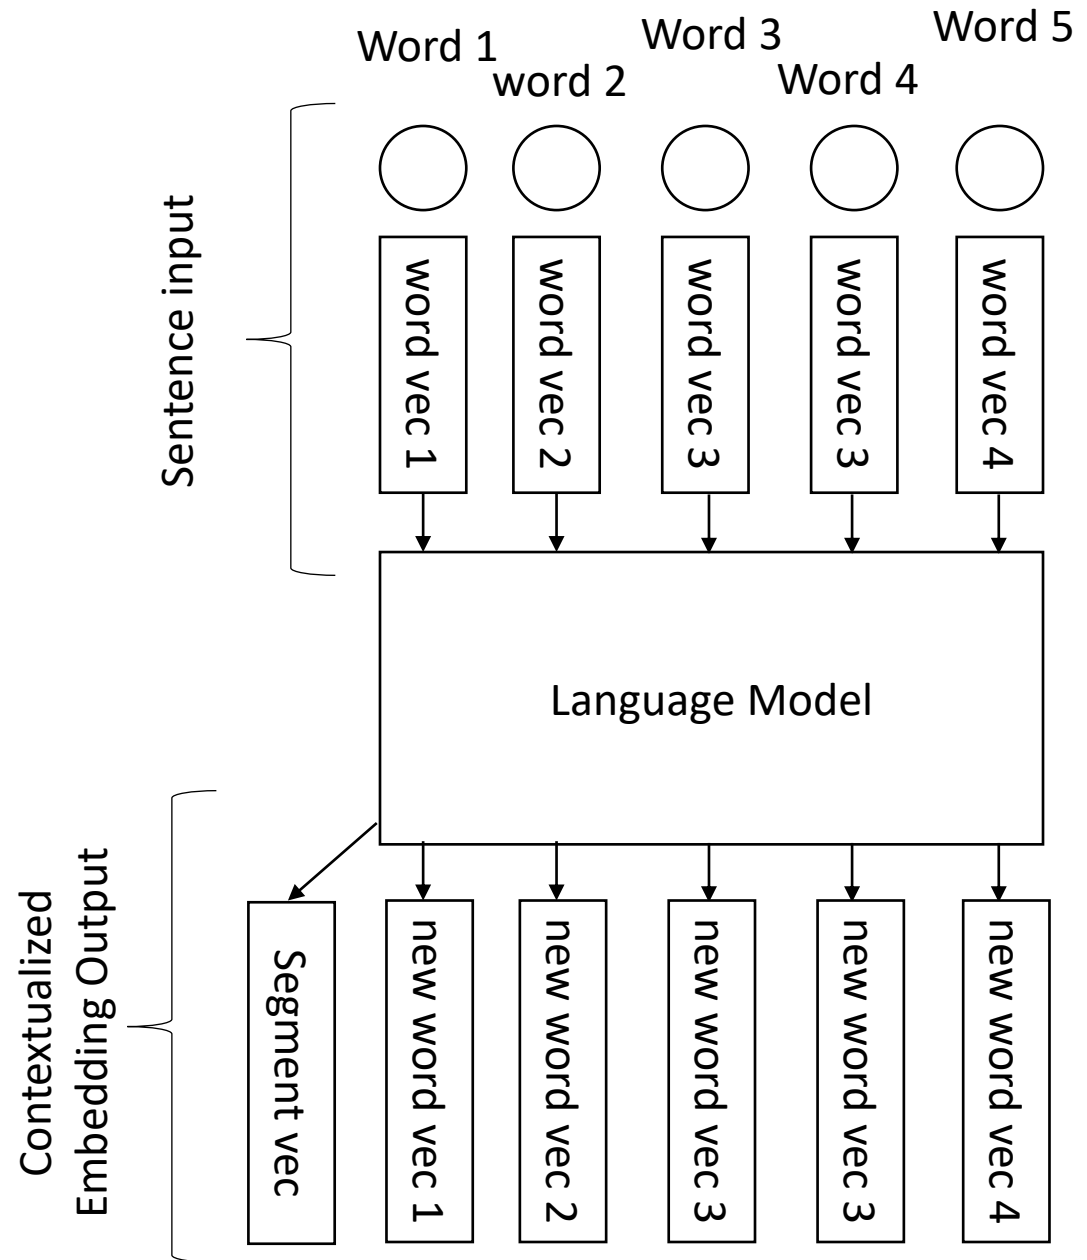 Word 1
word 2
Word 3
Word 4
Word 5
Sentence input
word vec 1
word vec 2
word vec 3
word vec 3
word vec 4
Language Model
Contextualized
Embedding Output
Segment vec
new word vec 1
new word vec 2
new word vec 3
new word vec 3
new word vec 4